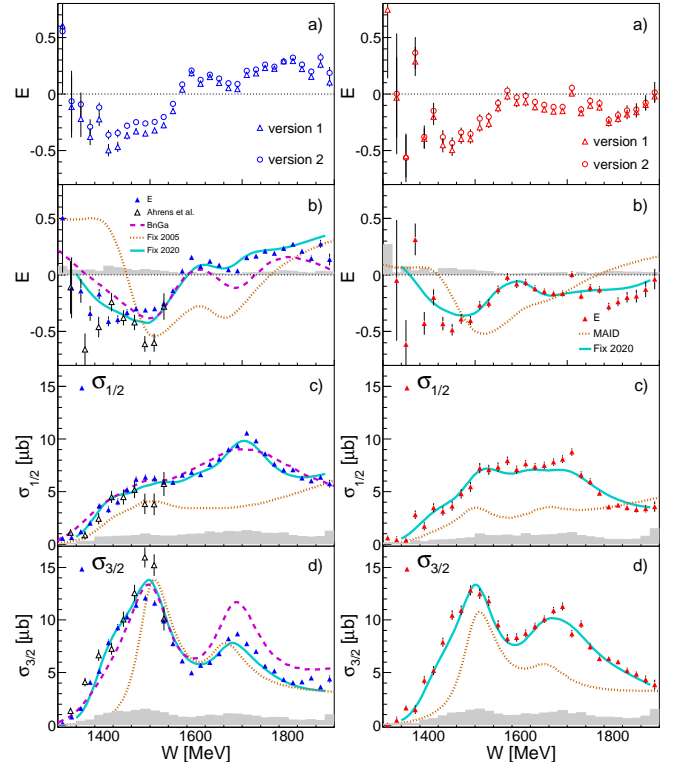 a)
0.5
0
-0.5
E
version 1
version 2
a)
0.5
0
-0.5
E
version 1
version 2
b)
0.5
0
-0.5
E
E
Ahrens et al.
BnGa
Fix 2005
Fix 2020
b)
0.5
0
-0.5
E
E
MAID
Fix 2020
c)
σ1/2
15
10
5
0
σ1/2 [μb]
c)
σ1/2
15
10
5
0
σ1/2 [μb]
d)
σ3/2
15
10
5
0
σ3/2 [μb]
1400
1600
1800
W [MeV]
d)
σ3/2
15
10
5
0
σ3/2 [μb]
1400
1600
1800
W [MeV]